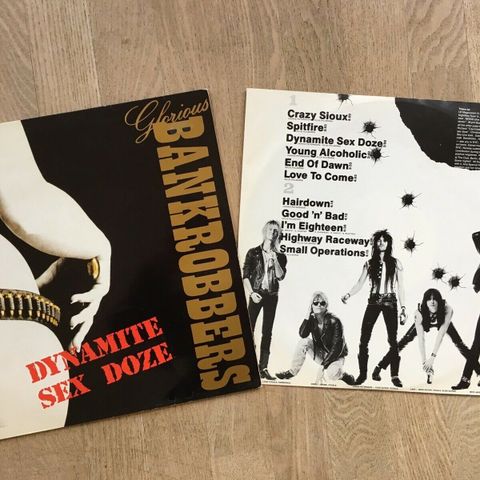 Glorious
BANKROBBERS
DYNAMITE
SEX DOZE
1
Crazy Sioux
Spitfire
Dynamite Sex Doze
Young Alcoholic
End Of Dawn
Love To Come
2
Hairdown
Good 'n' Bad
I'm Eighteen
Highway Raceway
Small Operations